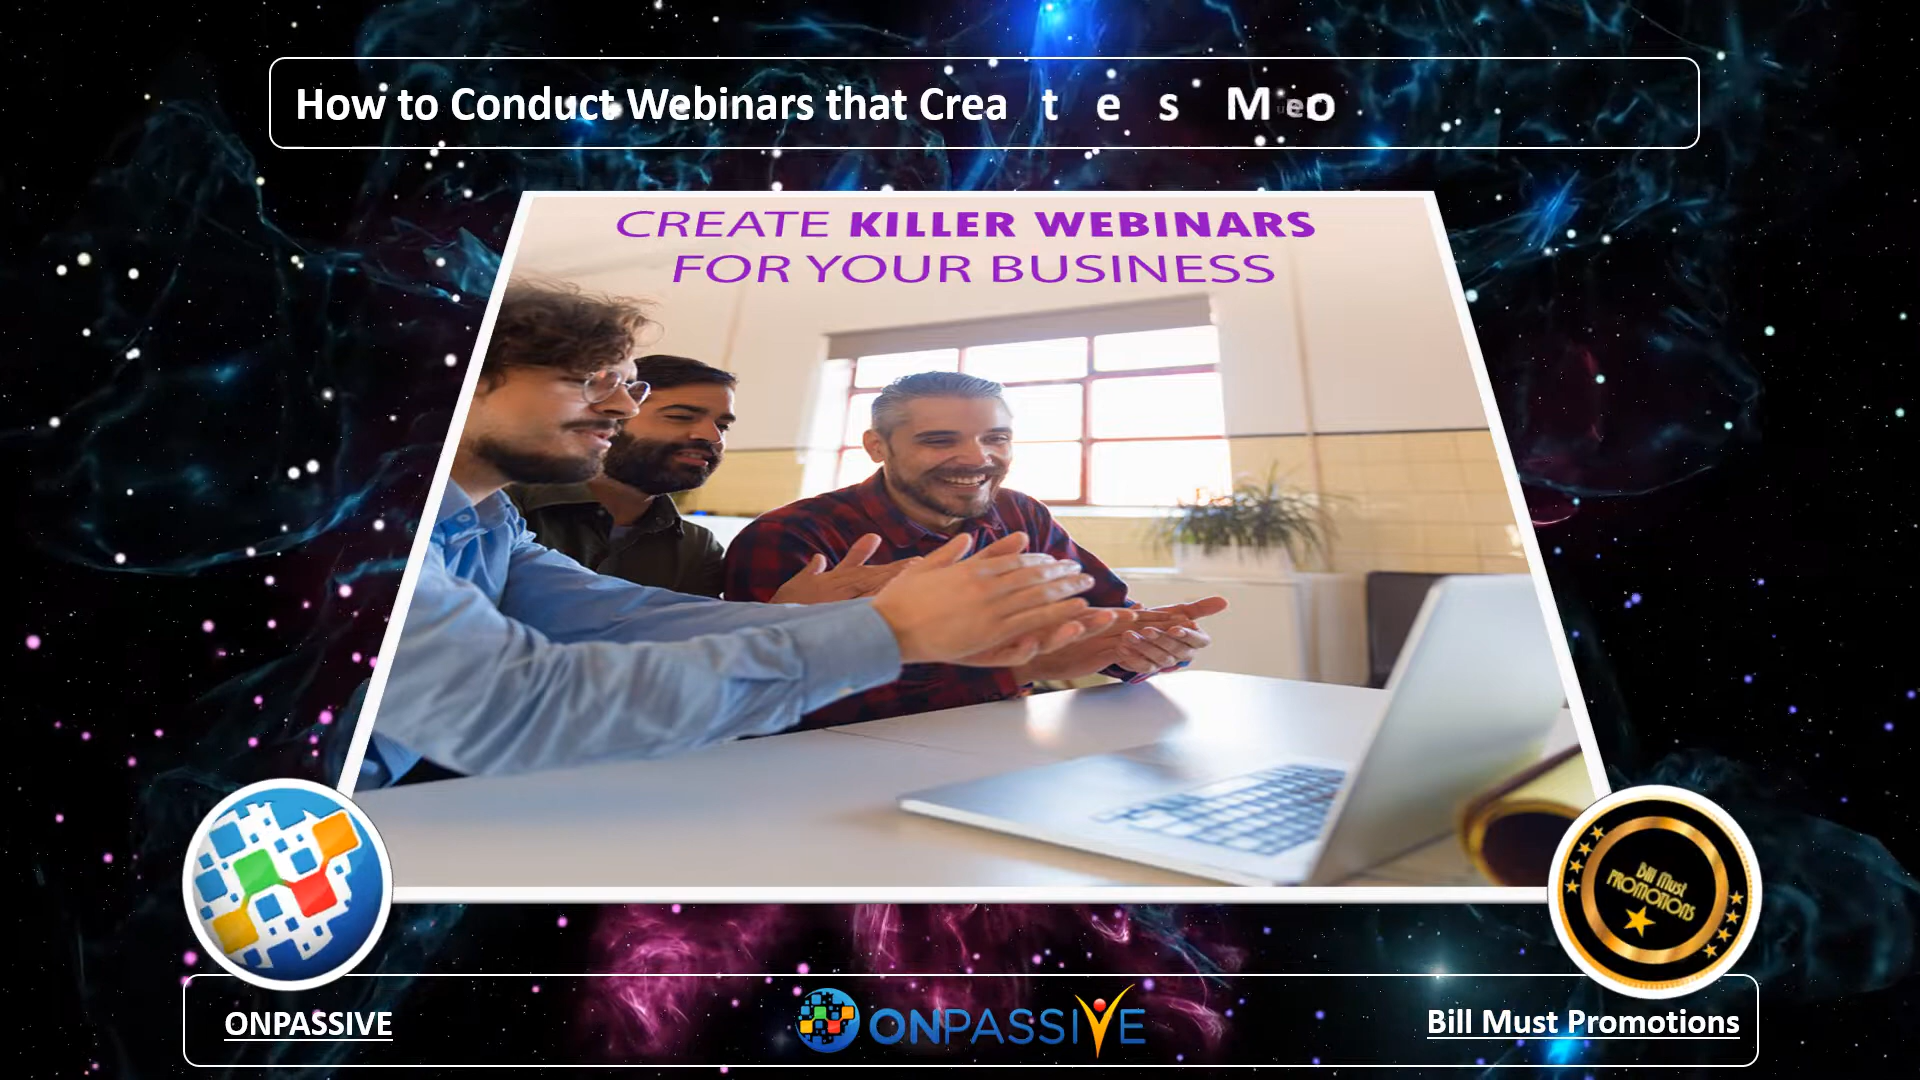 How to Conduct Webinars that Creates M
CREATE KILLER WEBINARS
FOR YOUR BUSINESS
Bill Must
PROMOTIONS
ONPASSIVE
ONPASSIVE
Bill Must Promotions